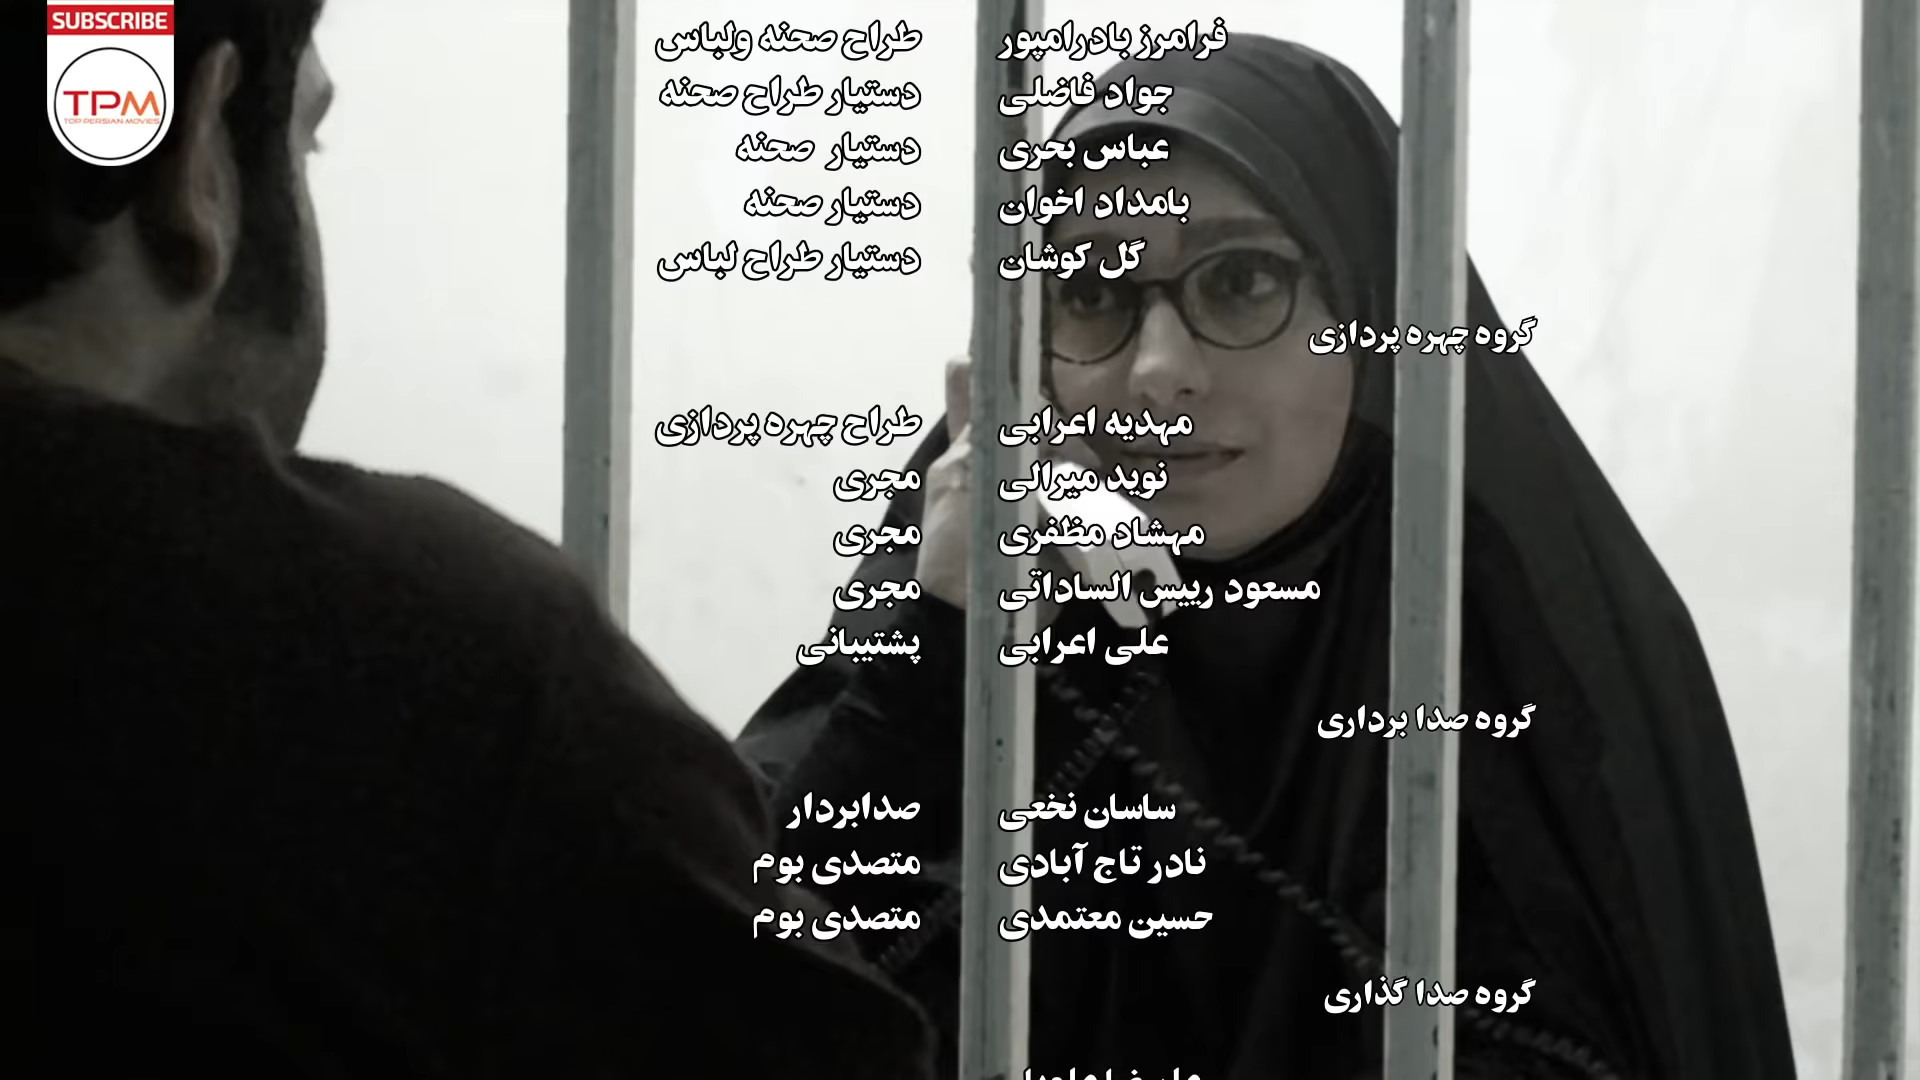 SUBSCRIBE
TPM
TOP PERSIAN MOVIES
فرامرز بادرامپور طراح صحنه ولباس
جواد فاضلی دستیار طراح صحنه
عباس بحری دستیار صحنه
بامداد اخوان دستیار صحنه
گل کوشان دستیار طراح لباس
گروه چهره پردازی
مهدیه اعرابی طراح چهره پردازی
نوید میرالی مجری
مهشاد مظفری مجری
مسعود رییس الساداتی مجری
علی اعرابی پشتیبانی
گروه صدا برداری
ساسان نخعی صدابردار
نادر تاج آبادی متصدی بوم
حسین معتمدی متصدی بوم
گروه صدا گذاری